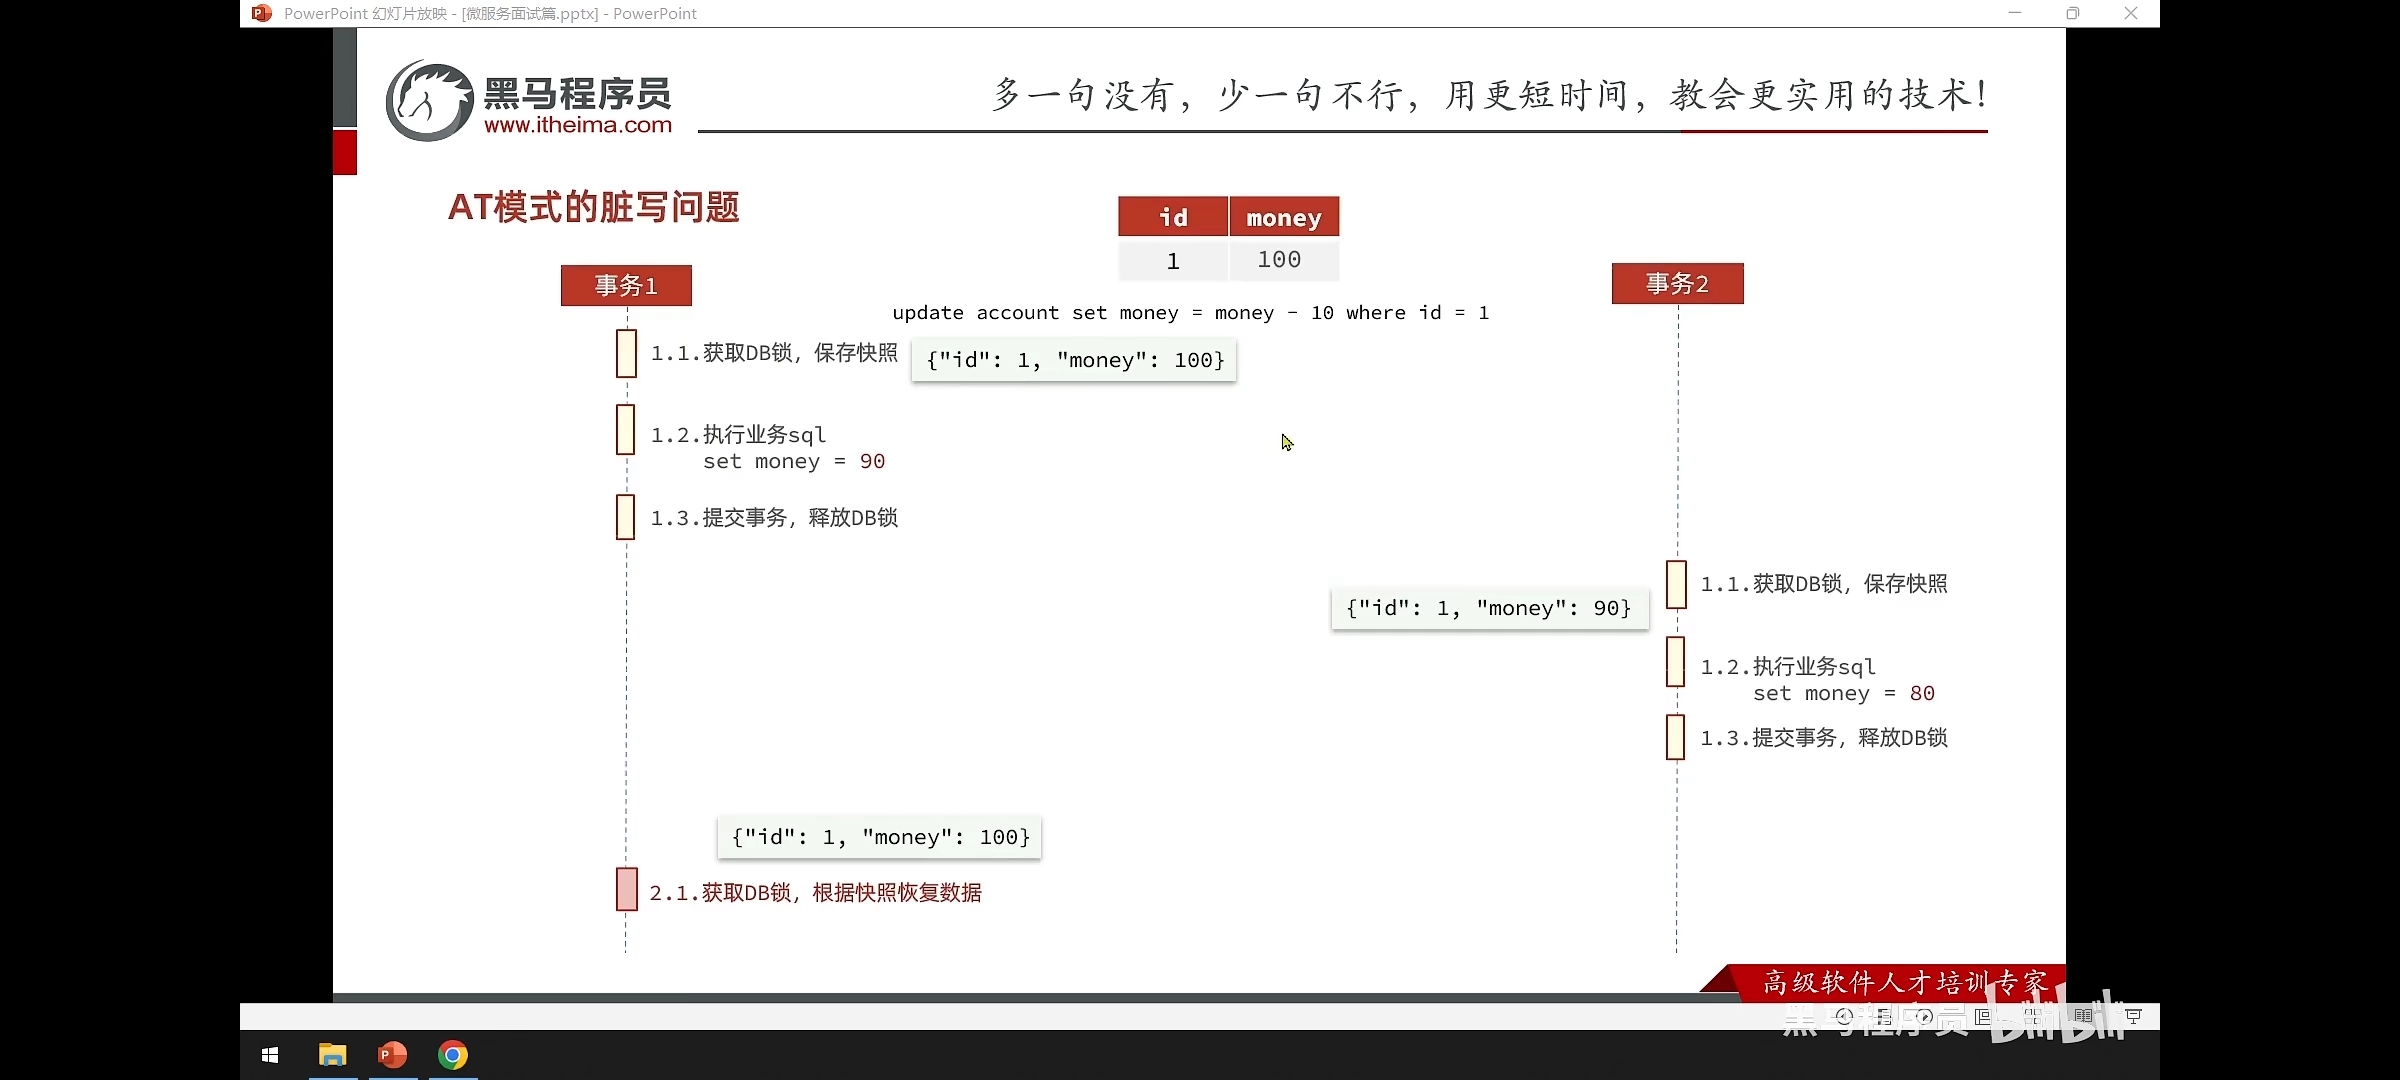 PowerPoint 幻灯片放映 - [微服务面试篇.pptx] - PowerPoint
黑马程序员
www.itheima.com
多一句没有，少一句不行，用更短时间，教会更实用的技术！
AT模式的脏写问题
id money
1 100
事务1
事务2
update account set money = money - 10 where id = 1
1.1.获取DB锁，保存快照
{"id": 1, "money": 100}
1.2.执行业务sql
set money = 90
1.3.提交事务，释放DB锁
1.1.获取DB锁，保存快照
{"id": 1, "money": 90}
1.2.执行业务sql
set money = 80
1.3.提交事务，释放DB锁
{"id": 1, "money": 100}
2.1.获取DB锁，根据快照恢复数据
高级软件人才培训专家
黑马程序员 bilibili